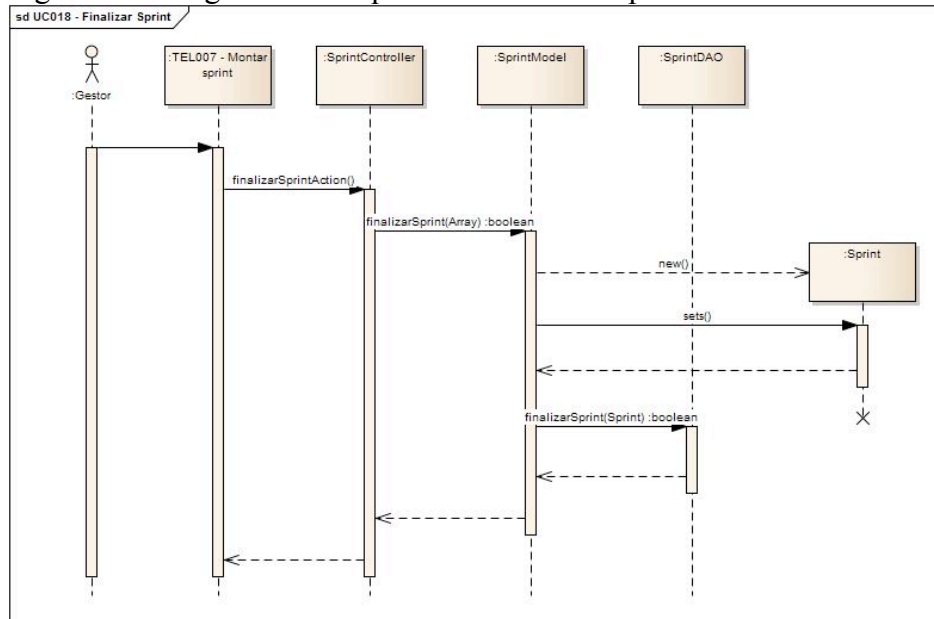 sd UC018 - Finalizar Sprint
:Gestor
:TEL007 - Montar
sprint
:SprintController
:SprintModel
:SprintDAO
finalizarSprintAction()
finalizarSprint(Array) :boolean
new()
:Sprint
sets()
finalizarSprint(Sprint) :boolean